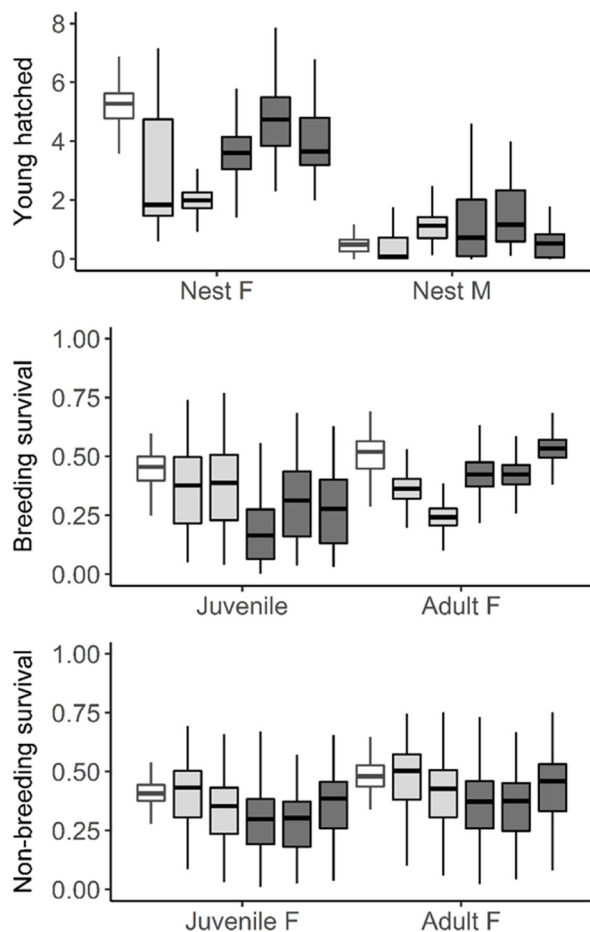 Young hatched
8
6
4
2
0
Nest F Nest M
Breeding survival
1.00
0.75
0.50
0.25
0.00
Juvenile Adult F
Non-breeding survival
1.00
0.75
0.50
0.25
0.00
Juvenile F Adult F